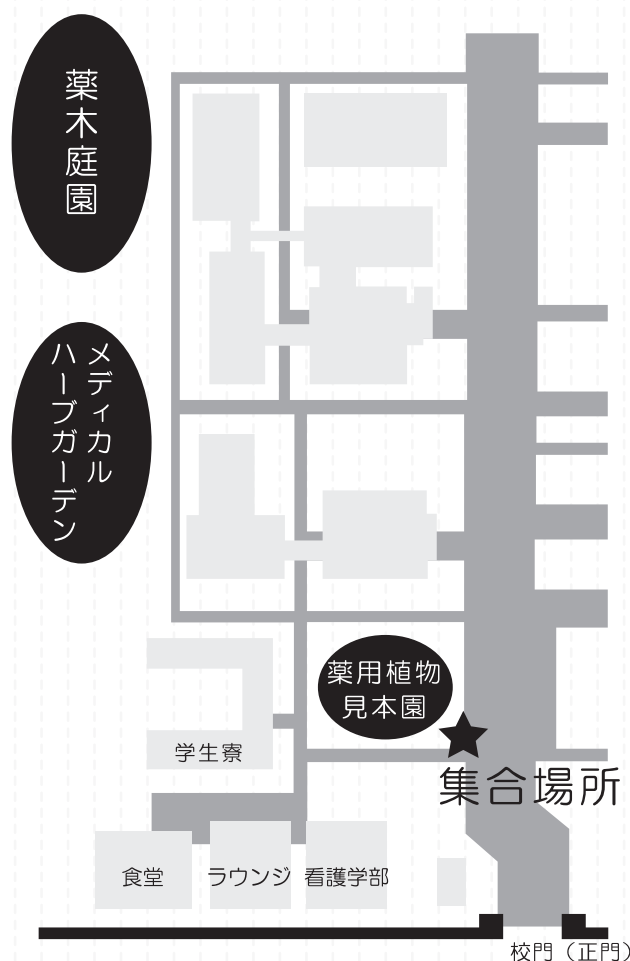 薬木庭園
メディカル
ハーブガーデン
薬用植物
見本園
集合場所
学生寮
食堂
ラウンジ
看護学部
校門（正門）